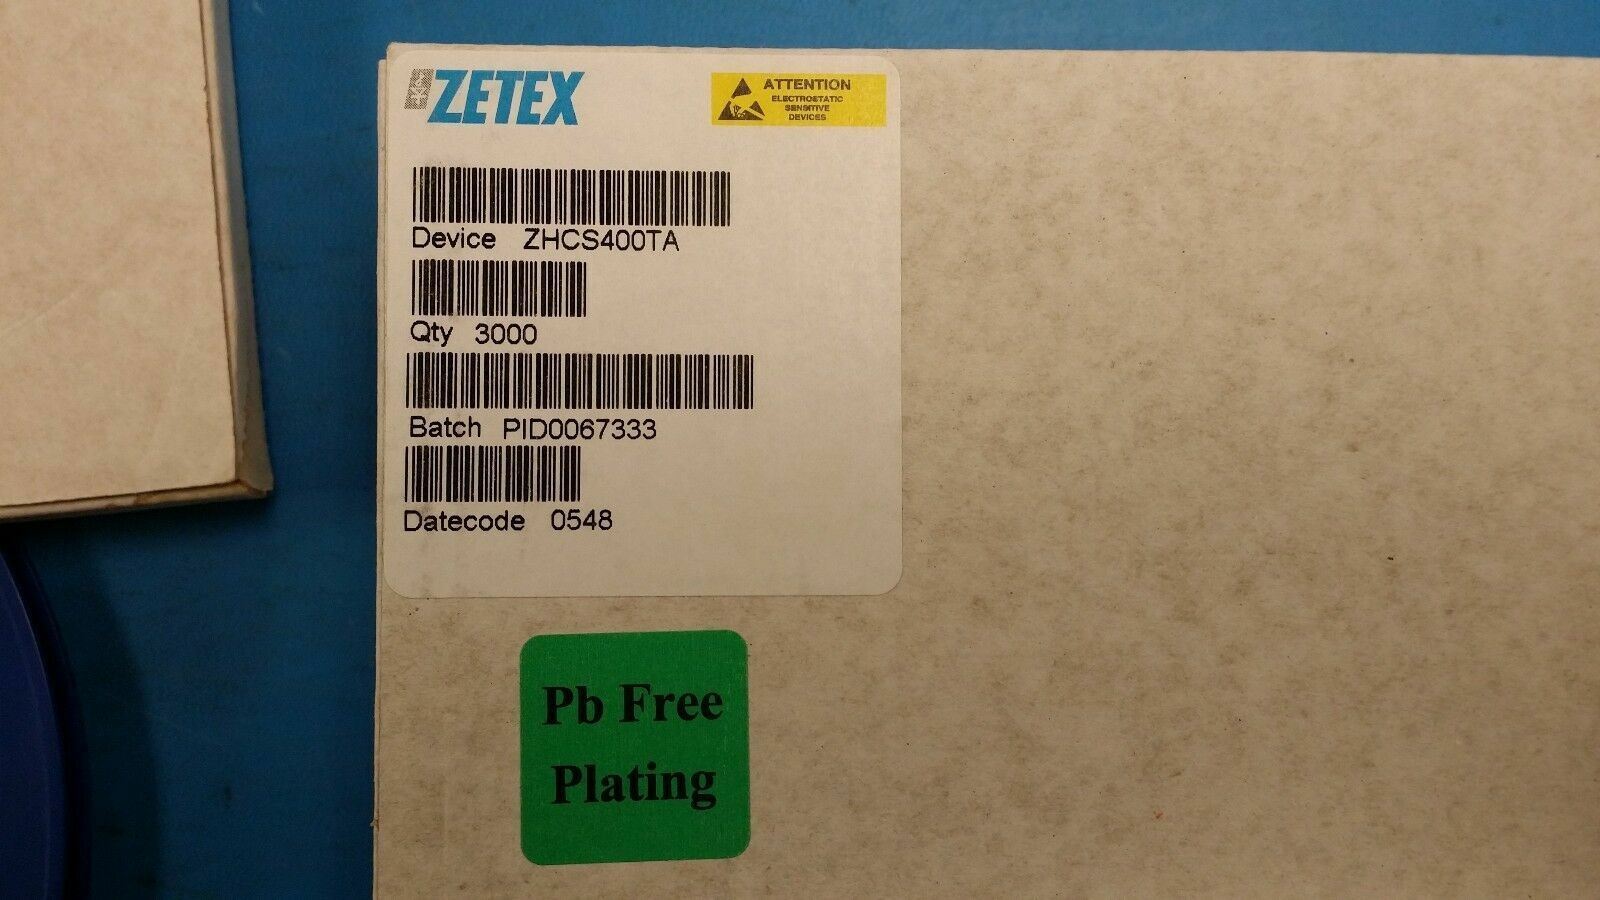 ZETEX
ATTENTION
ELECTROSTATIC
SENSITIVE
DEVICES
Device ZHCS400TA
Qty 3000
Batch PID0067333
Datecode 0548
Pb Free
Plating